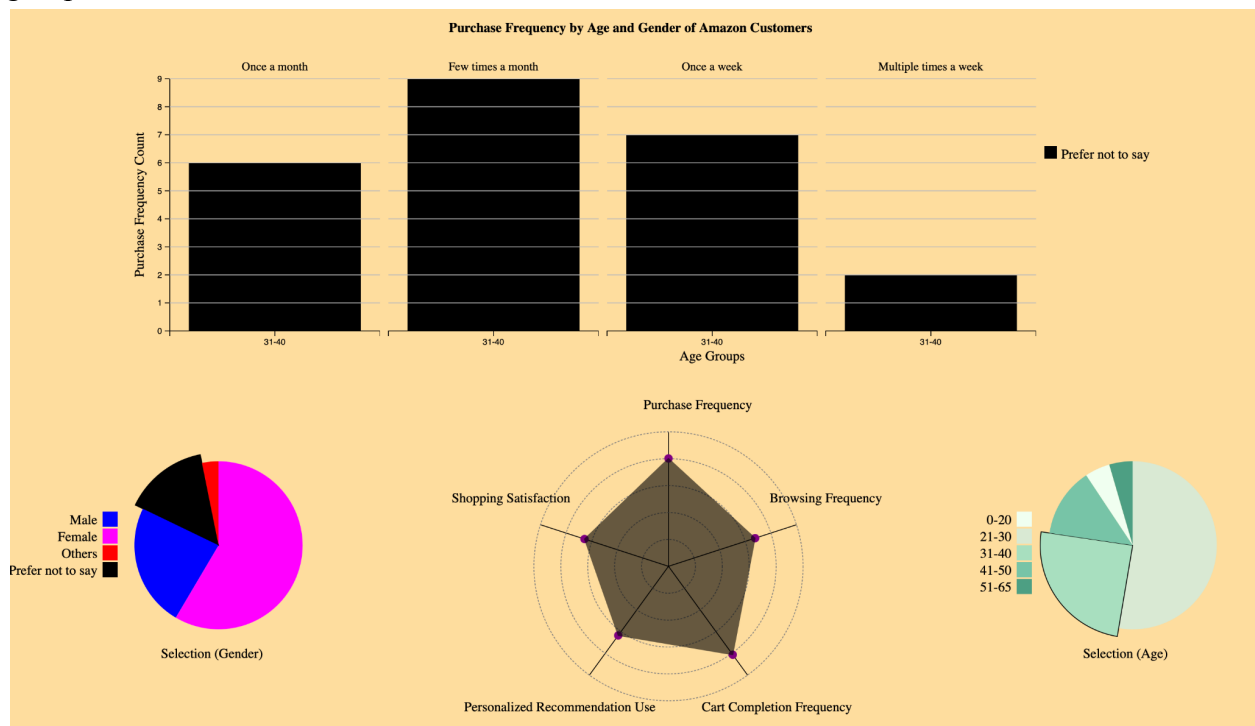 Purchase Frequency by Age and Gender of Amazon Customers
Once a month
Few times a month
Once a week
Multiple times a week
9
8
7
6
5
4
3
2
1
0
Purchase Frequency Count
31-40
31-40
31-40
31-40
Age Groups
Prefer not to say
Male
Female
Others
Prefer not to say
Selection (Gender)
Purchase Frequency
Shopping Satisfaction
Browsing Frequency
Personalized Recommendation Use
Cart Completion Frequency
0-20
21-30
31-40
41-50
51-65
Selection (Age)